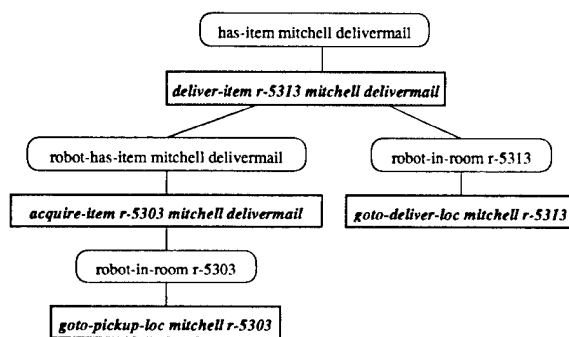 has-item mitchell delivermail
deliver-item r-5313 mitchell delivermail
robot-has-item mitchell delivermail
robot-in-room r-5313
acquire-item r-5303 mitchell delivermail
goto-deliver-loc mitchell r-5313
robot-in-room r-5303
goto-pickup-loc mitchell r-5303